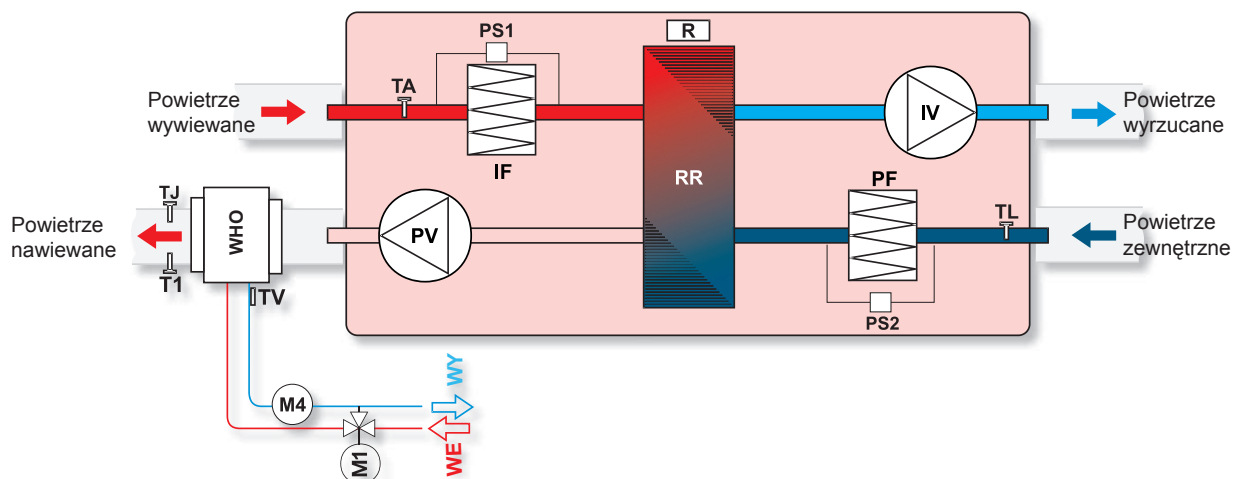 PS1
R
TA
Powietrze
wywiewane
IF
IV
Powietrze
wyrzucane
RR
PF
TL
TJ
Powietrze
nawiewane
WHO
PV
Powietrze
zewnętrzne
T1
TV
PS2
WY
M4
WE
M1